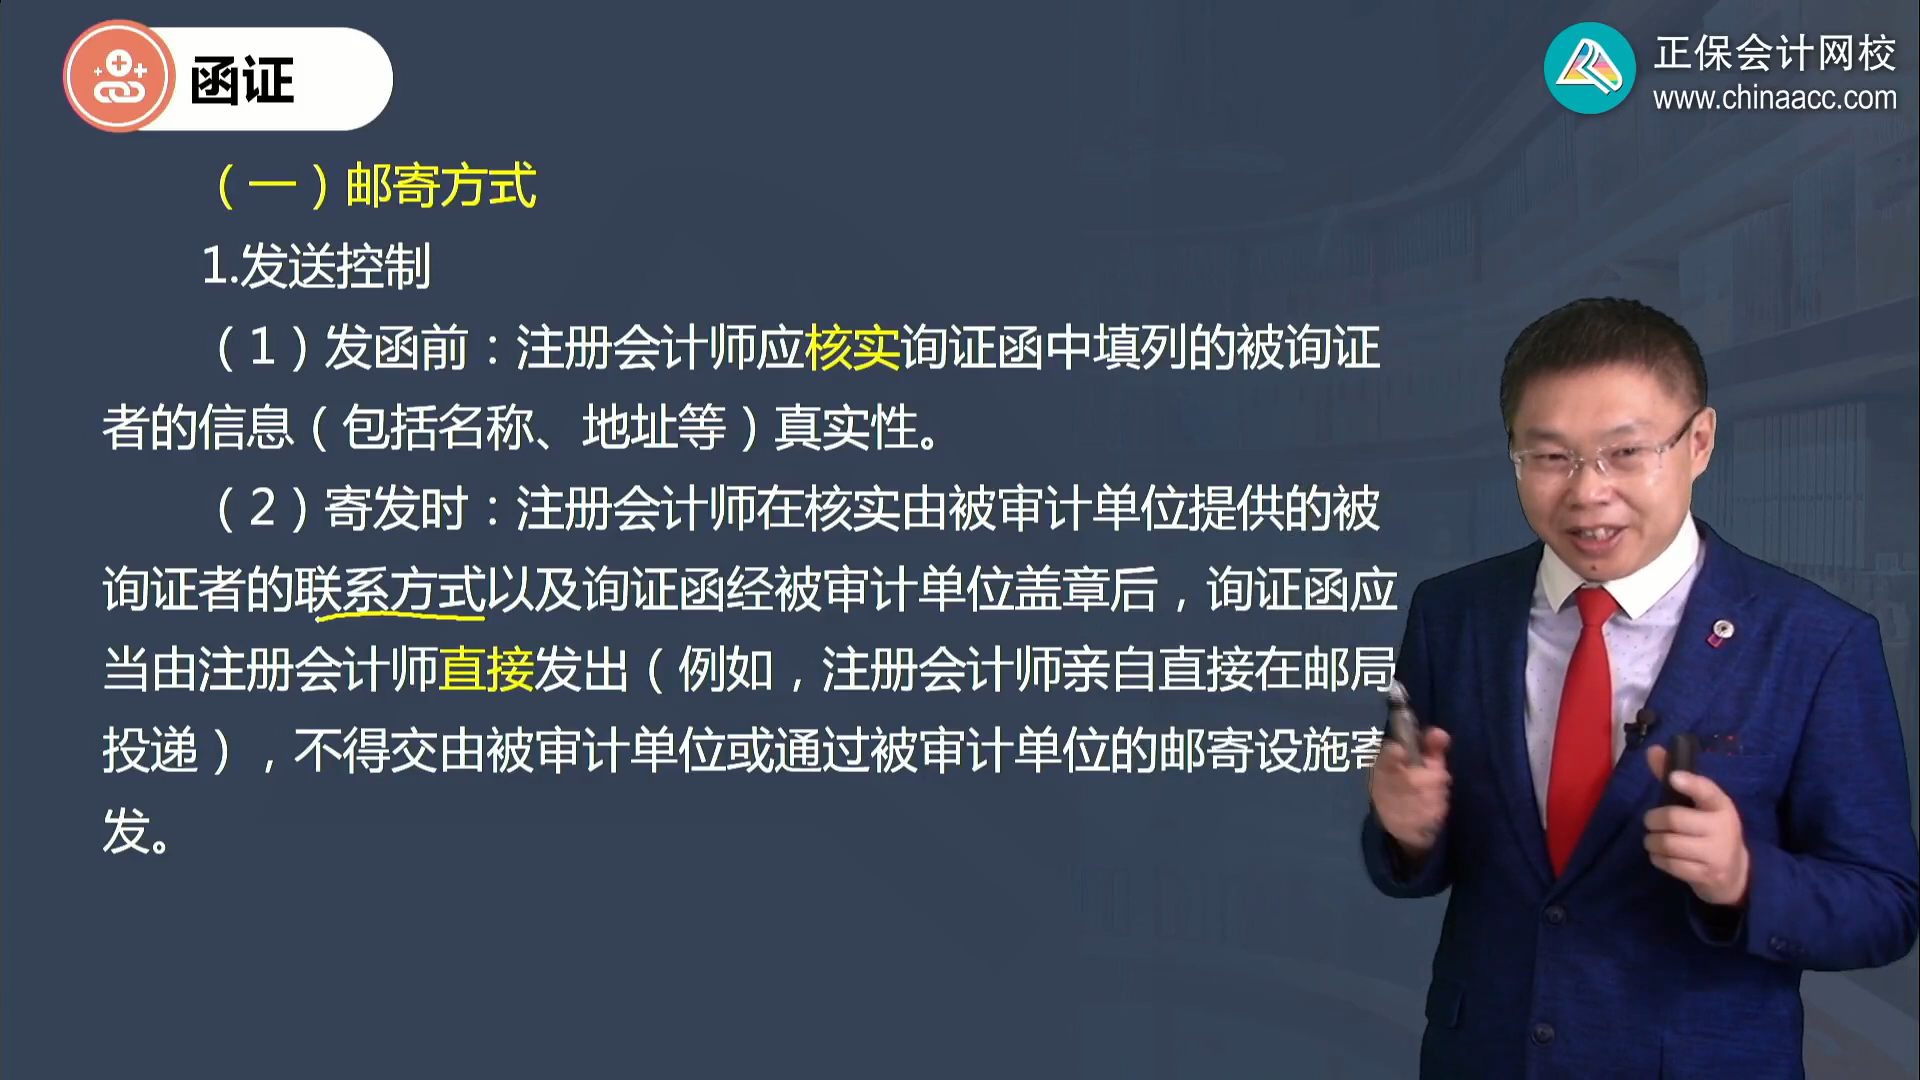 函证
正保会计网校
www.chinaacc.com
（一）邮寄方式
1.发送控制
（1）发函前：注册会计师应核实询证函中填列的被询证
者的信息（包括名称、地址等）真实性。
（2）寄发时：注册会计师在核实由被审计单位提供的被
询证者的联系方式以及询证函经被审计单位盖章后，询证函应
当由注册会计师直接发出（例如，注册会计师亲自直接在邮局
投递），不得交由被审计单位或通过被审计单位的邮寄设施寄
发。